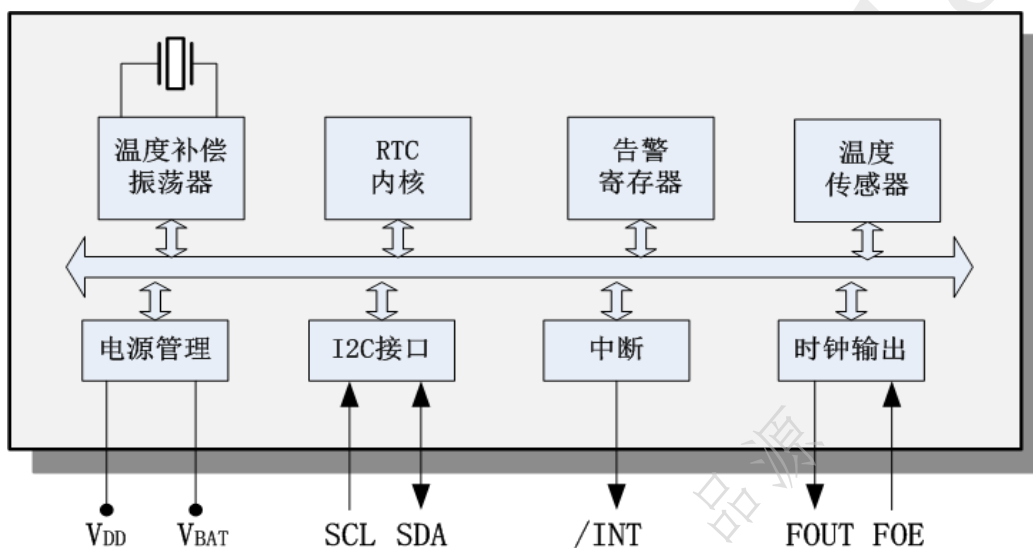 温度补偿
振荡器
RTC
内核
告警
寄存器
温度
传感器
电源管理
I2C接口
中断
时钟输出
品源
VDD VBAT SCL SDA /INT FOUT FOE